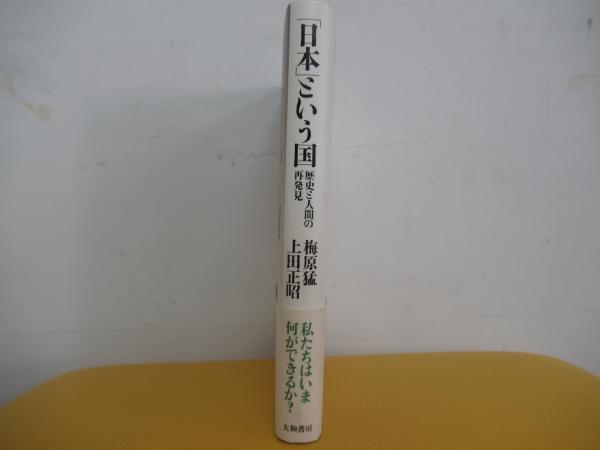 「日本」という国
歴史と人間の
再発見
梅原猛
上田正昭
私たちはいま
何ができるか?
大和書房